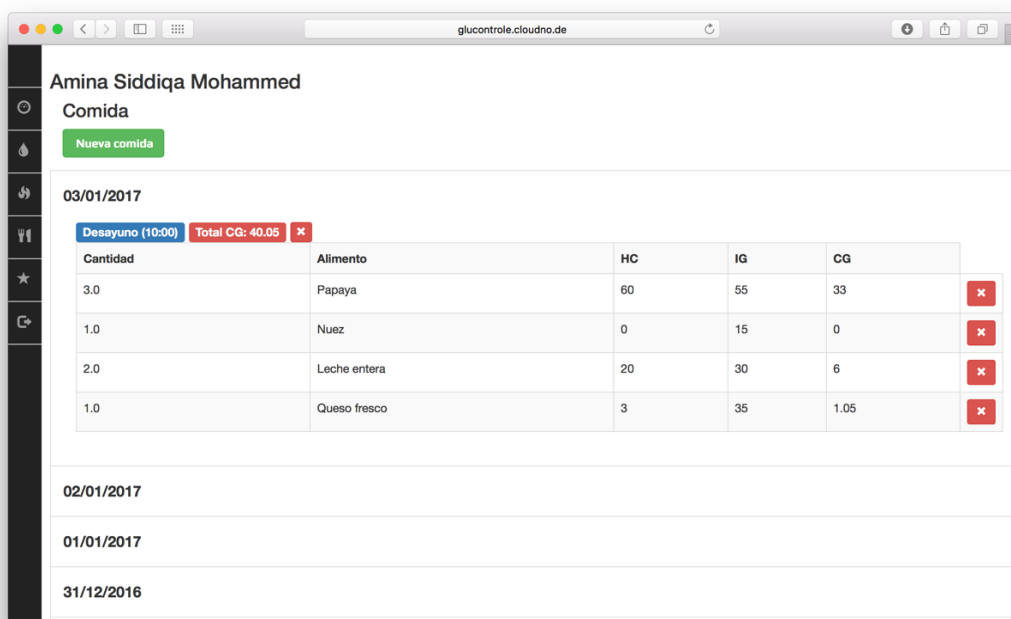 glucontrole.cloudno.de
Amina Siddiqa Mohammed
Comida
Nueva comida
03/01/2017
Desayuno (10:00) Total CG: 40.05
Cantidad Alimento HC IG CG
3.0 Papaya 60 55 33
1.0 Nuez 0 15 0
2.0 Leche entera 20 30 6
1.0 Queso fresco 3 35 1.05
02/01/2017
01/01/2017
31/12/2016